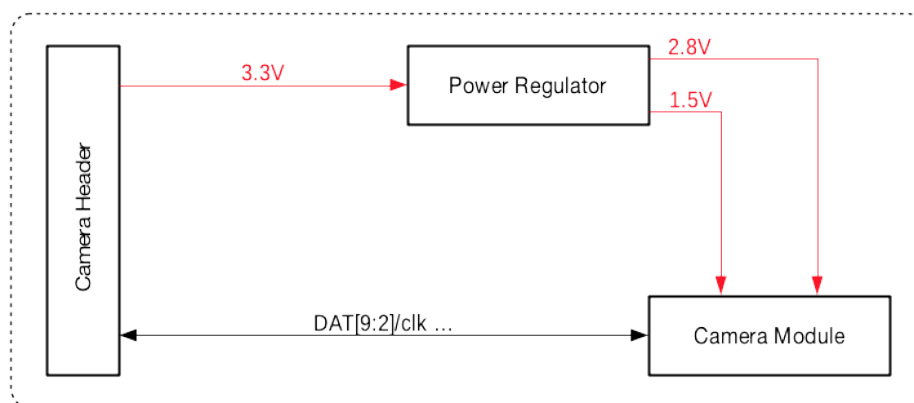 2.8V
3.3V
Power Regulator
1.5V
Camera Header
DAT[9:2]/clk ...
Camera Module